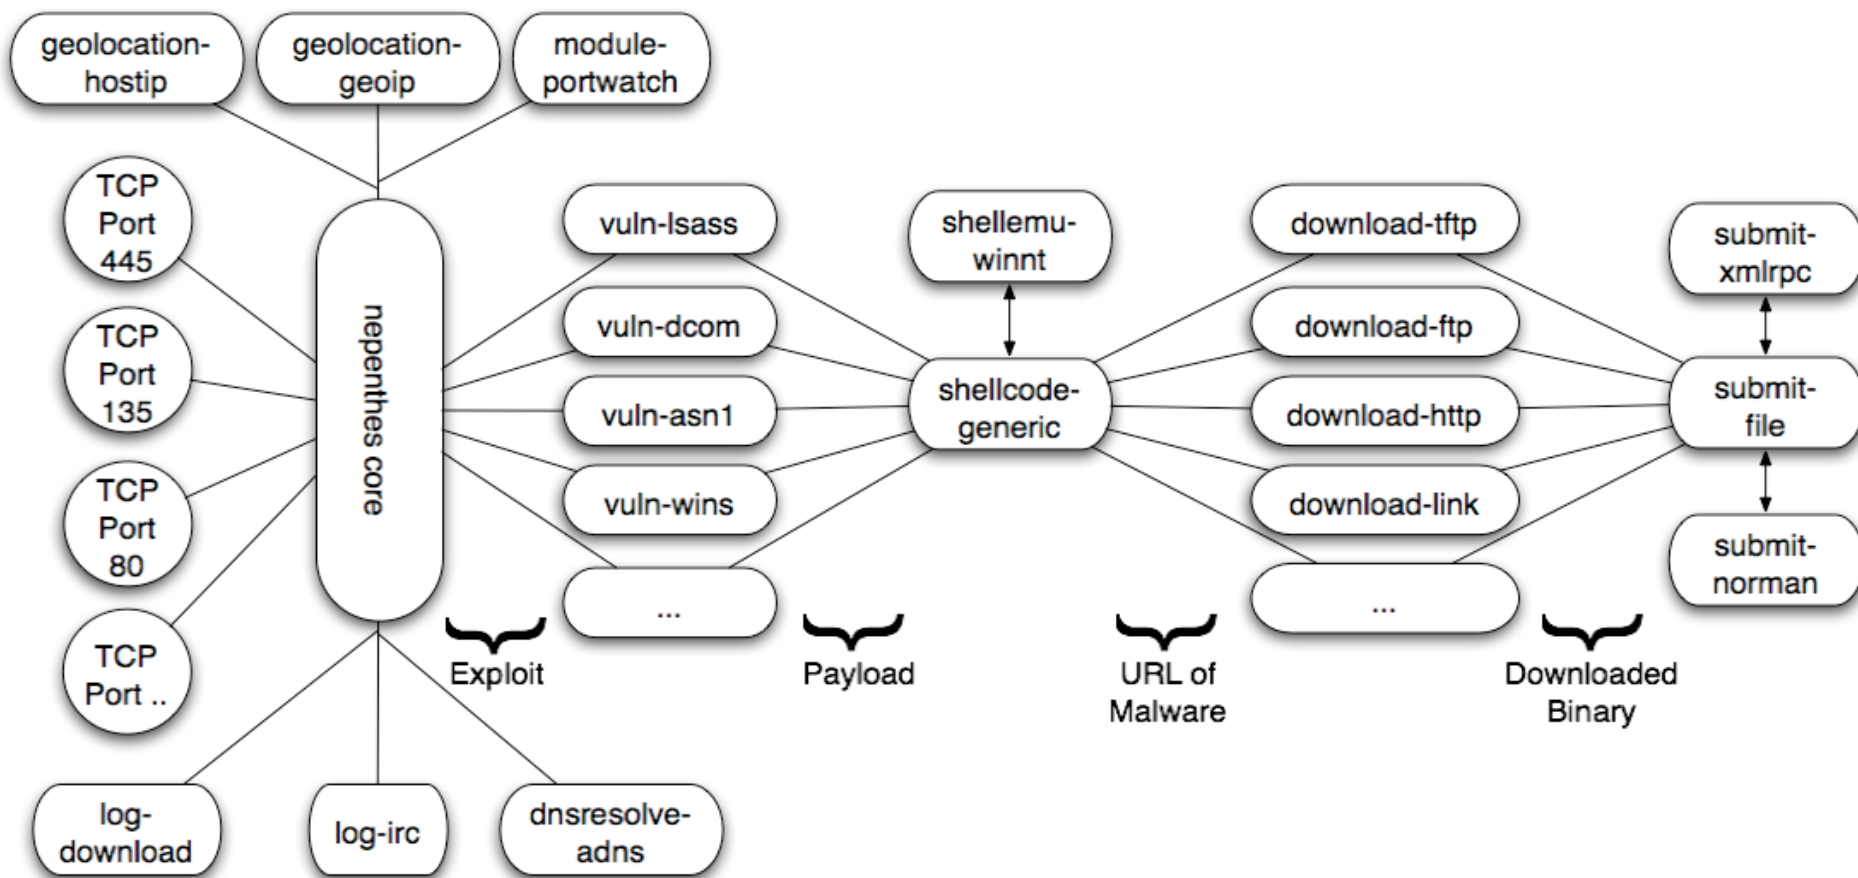 geolocation-
hostip
geolocation-
geoip
module-
portwatch
TCP
Port
445
TCP
Port
135
TCP
Port
80
TCP
Port ..
nepenthes core
log-
download
log-irc
dnsresolve-
adns
vuln-lsass
vuln-dcom
vuln-asn1
vuln-wins
...
Exploit
Payload
shellemu-
winnt
shellcode-
generic
URL of
Malware
download-tftp
download-ftp
download-http
download-link
...
Downloaded
Binary
submit-
xmlrpc
submit-
file
submit-
norman